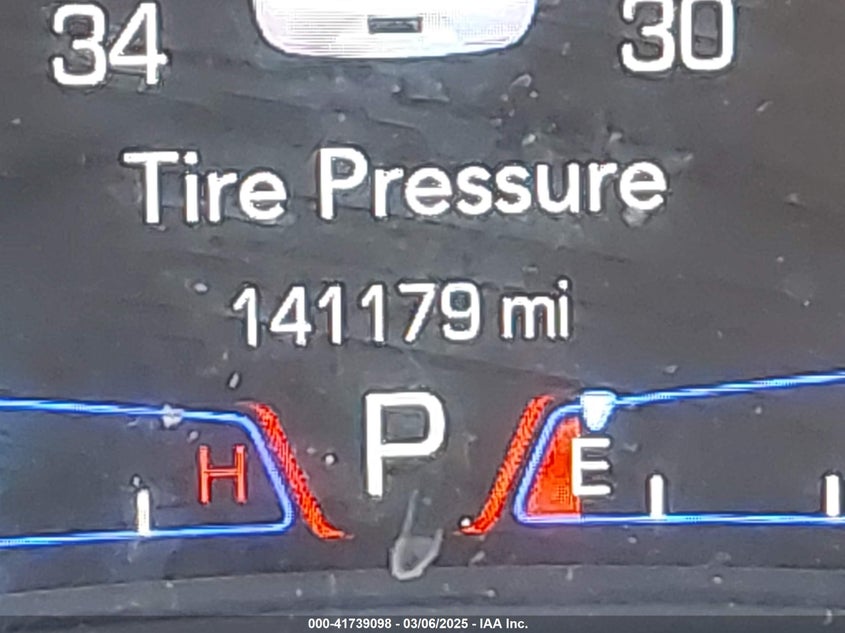 34 30
Tire Pressure
141179 mi
P
H E
000-41739098 - 03/06/2025 - IAA Inc.